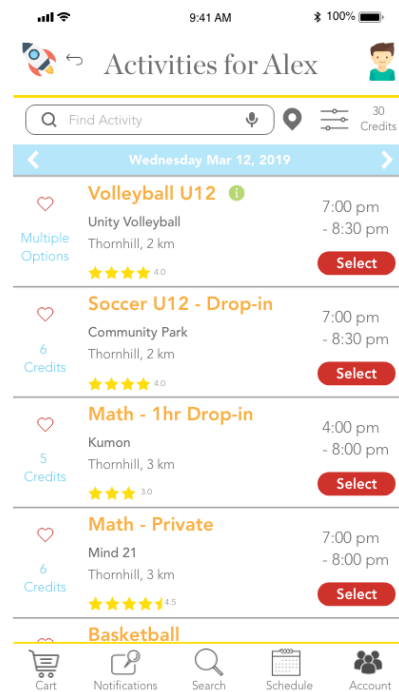 9:41 AM
100%
Activities for Alex
Find Activity
30
Credits
Wednesday Mar 12, 2019
Volleyball U12
i
Unity Volleyball
Thornhill, 2 km
4.0
Multiple
Options
7:00 pm
- 8:30 pm
Select
Soccer U12 - Drop-in
Community Park
Thornhill, 2 km
4.0
6
Credits
7:00 pm
- 8:30 pm
Select
Math - 1hr Drop-in
Kumon
Thornhill, 3 km
3.0
5
Credits
4:00 pm
- 8:00 pm
Select
Math - Private
Mind 21
Thornhill, 3 km
4.5
6
Credits
7:00 pm
- 8:00 pm
Select
Basketball
Cart
Notifications
Search
Schedule
Account